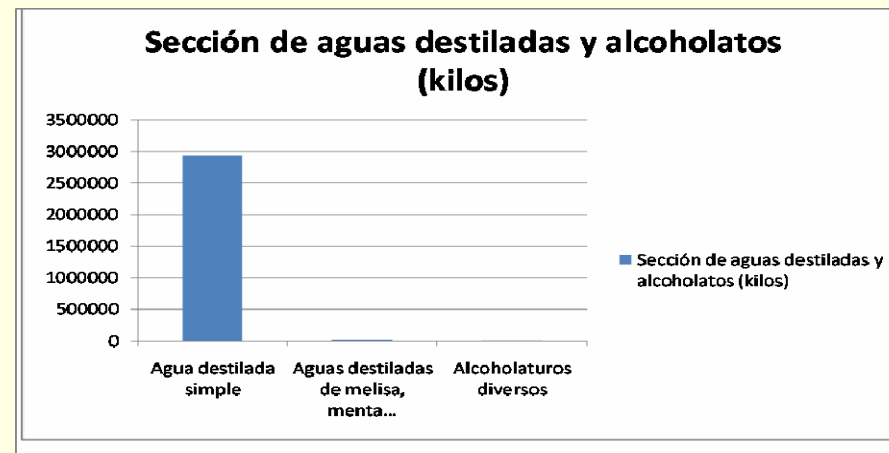 Sección de aguas destiladas y alcoholatos
(kilos)
3500000
3000000
2500000
2000000
1500000
1000000
500000
0
Agua destilada
simple
Aguas destiladas
de melisa,
menta...
Alcoholaturos
diversos
Sección de aguas destiladas y
alcoholatos (kilos)